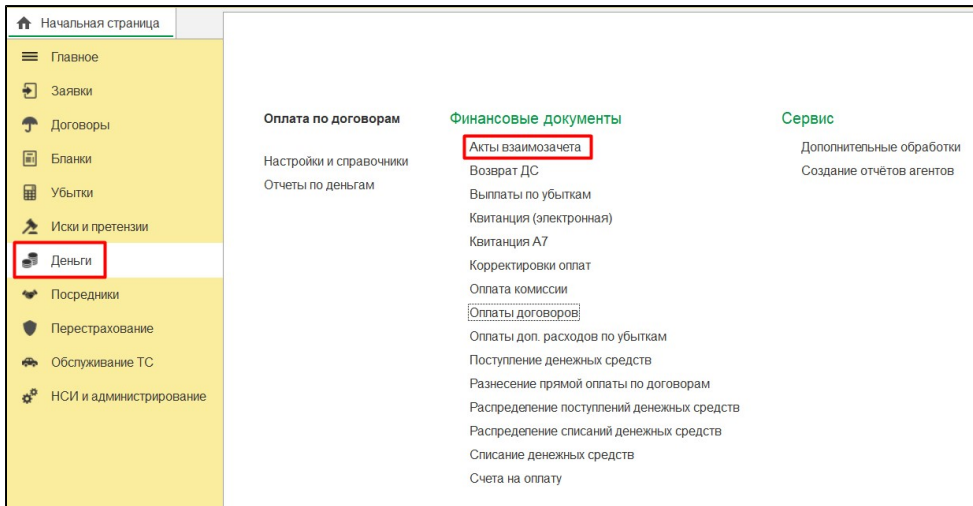 Начальная страница
Главное
Заявки
Договоры
Бланки
Убытки
Иски и претензии
Деньги
Посредники
Перестрахование
Обслуживание ТС
НСИ и администрирование
Оплата по договорам
Настройки и справочники
Отчеты по деньгам
Финансовые документы
Акты взаимозачета
Возврат ДС
Выплаты по убыткам
Квитанция (электронная)
Квитанция А7
Корректировки оплат
Оплата комиссии
Оплаты договоров
Оплаты доп. расходов по убыткам
Поступление денежных средств
Разнесение прямой оплаты по договорам
Распределение поступлений денежных средств
Распределение списаний денежных средств
Списание денежных средств
Счета на оплату
Сервис
Дополнительные обработки
Создание отчётов агентов